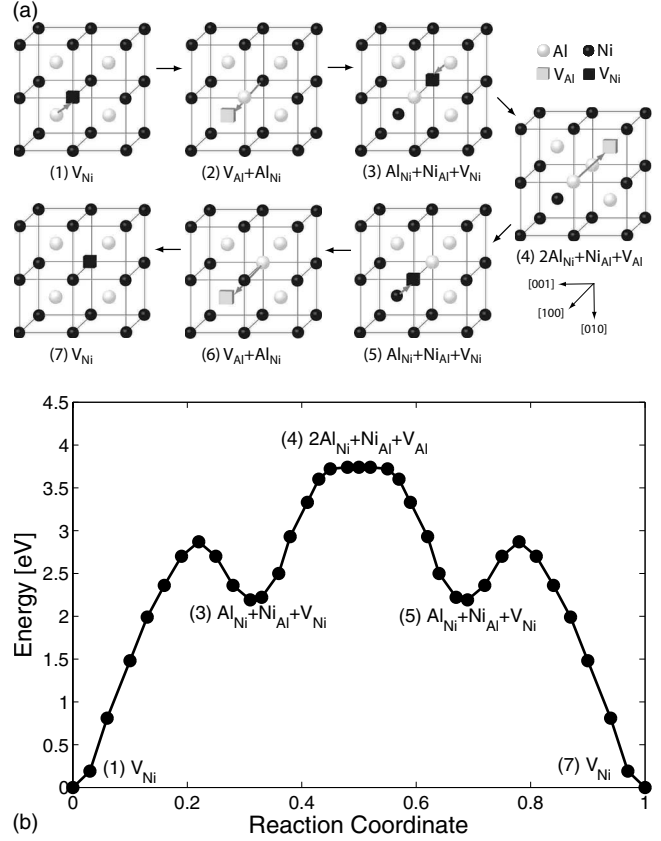 (a)
Al Ni
V_Al V_Ni
(1) V_Ni
(2) V_Al+Al_Ni
(3) Al_Ni+Ni_Al+V_Ni
(4) 2Al_Ni+Ni_Al+V_Al
(7) V_Ni
(6) V_Al+Al_Ni
(5) Al_Ni+Ni_Al+V_Ni
[001]
[100]
[010]
4.5
4
3.5
3
2.5
2
1.5
1
0.5
0
Energy [eV]
(4) 2Al_Ni+Ni_Al+V_Al
(3) Al_Ni+Ni_Al+V_Ni
(5) Al_Ni+Ni_Al+V_Ni
(1) V_Ni
(7) V_Ni
0 0.2 0.4 0.6 0.8 1
(b)
Reaction Coordinate